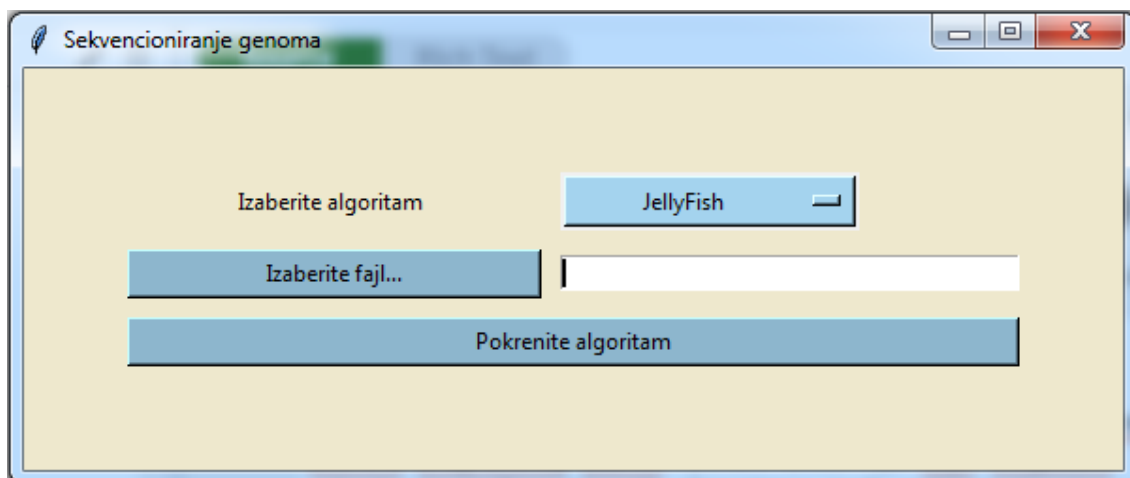 Sekvencioniranje genoma
Izaberite algoritam
JellyFish
Izaberite fajl...
Pokrenite algoritam